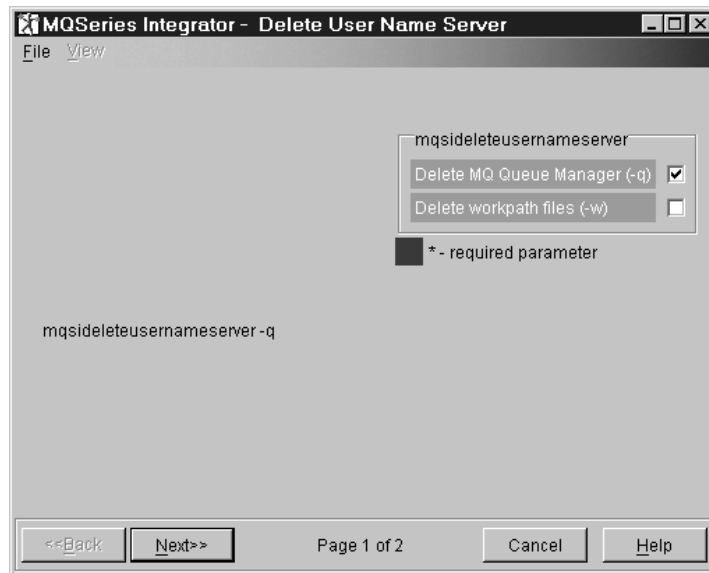 MQSeries Integrator - Delete User Name Server
File View
mqsideleteusernameserver
Delete MQ Queue Manager (-q)
Delete workpath files (-w)
* - required parameter
mqsideleteusernameserver -q
<<Back Next>> Page 1 of 2 Cancel Help